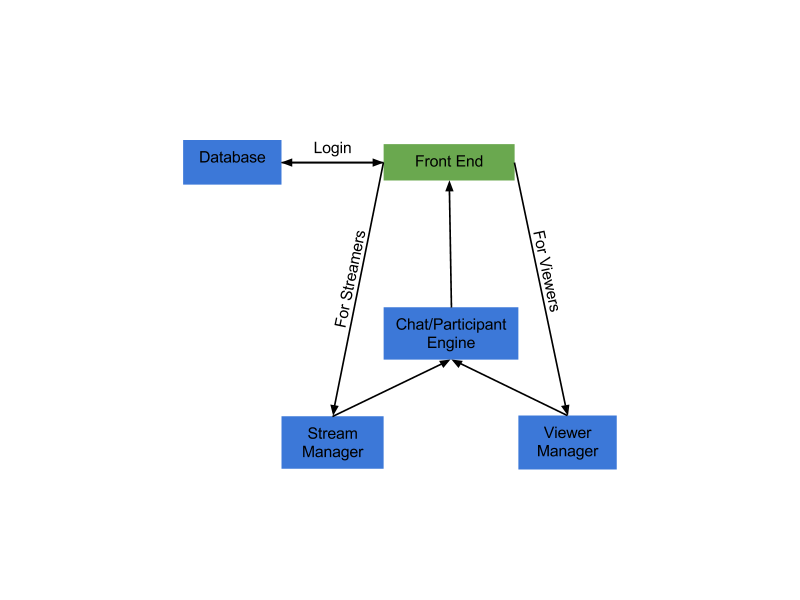 Database
Login
Front End
For Streamers
For Viewers
Chat/Participant
Engine
Stream
Manager
Viewer
Manager